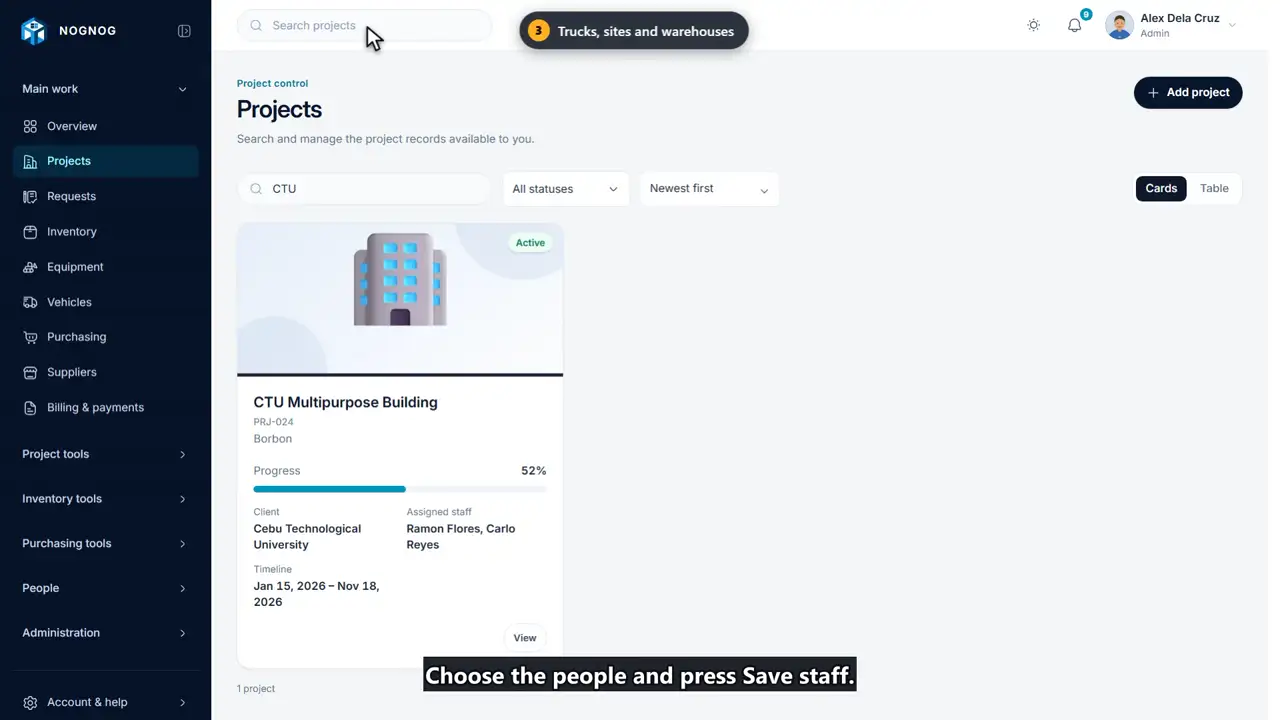 NOGNOG
Search projects
3 Trucks, sites and warehouses
9
Alex Dela Cruz
Admin
Main work
Overview
Projects
Requests
Inventory
Equipment
Vehicles
Purchasing
Suppliers
Billing & payments
Project tools
Inventory tools
Purchasing tools
People
Administration
Account & help
Project control
Projects
Search and manage the project records available to you.
+ Add project
CTU
All statuses
Newest first
Cards
Table
Active
CTU Multipurpose Building
PRJ-024
Borbon
Progress 52%
Client
Cebu Technological
University
Assigned staff
Ramon Flores, Carlo
Reyes
Timeline
Jan 15, 2026 – Nov 18,
2026
View
Choose the people and press Save staff.
1 project